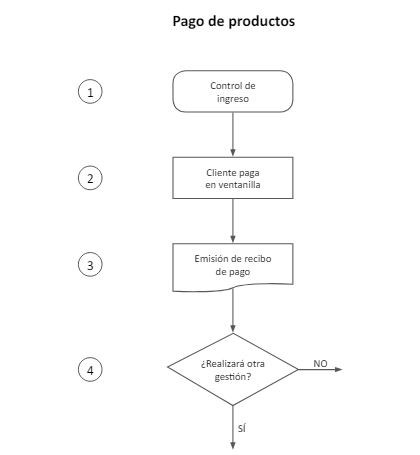 Pago de productos
1
Control de
ingreso
2
Cliente paga
en ventanilla
3
Emisión de recibo
de pago
4
¿Realizará otra
gestión?
NO
SÍ